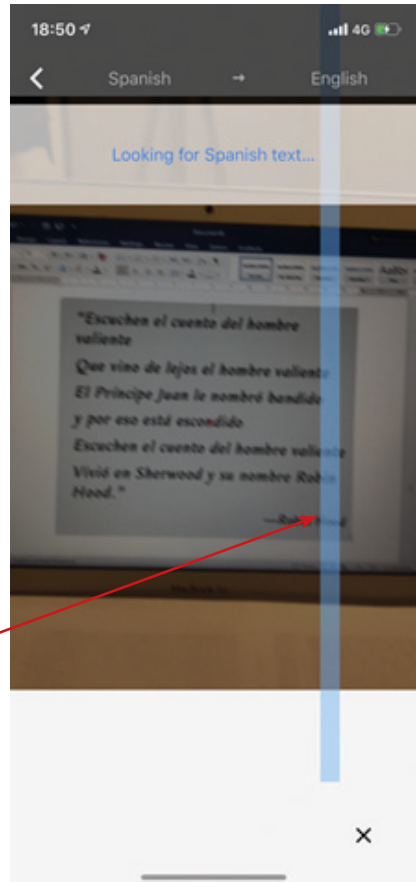 18:50
4G
Spanish → English
Looking for Spanish text...
"Escuchen el cuento del hombre
valiente
Que vino de lejos el hombre valiente
El Príncipe Juan le nombró bandido
y por eso está escondido
Escuchen el cuento del hombre valiente
Vivió en Sherwood y su nombre Robin
Hood."
—Robin Hood